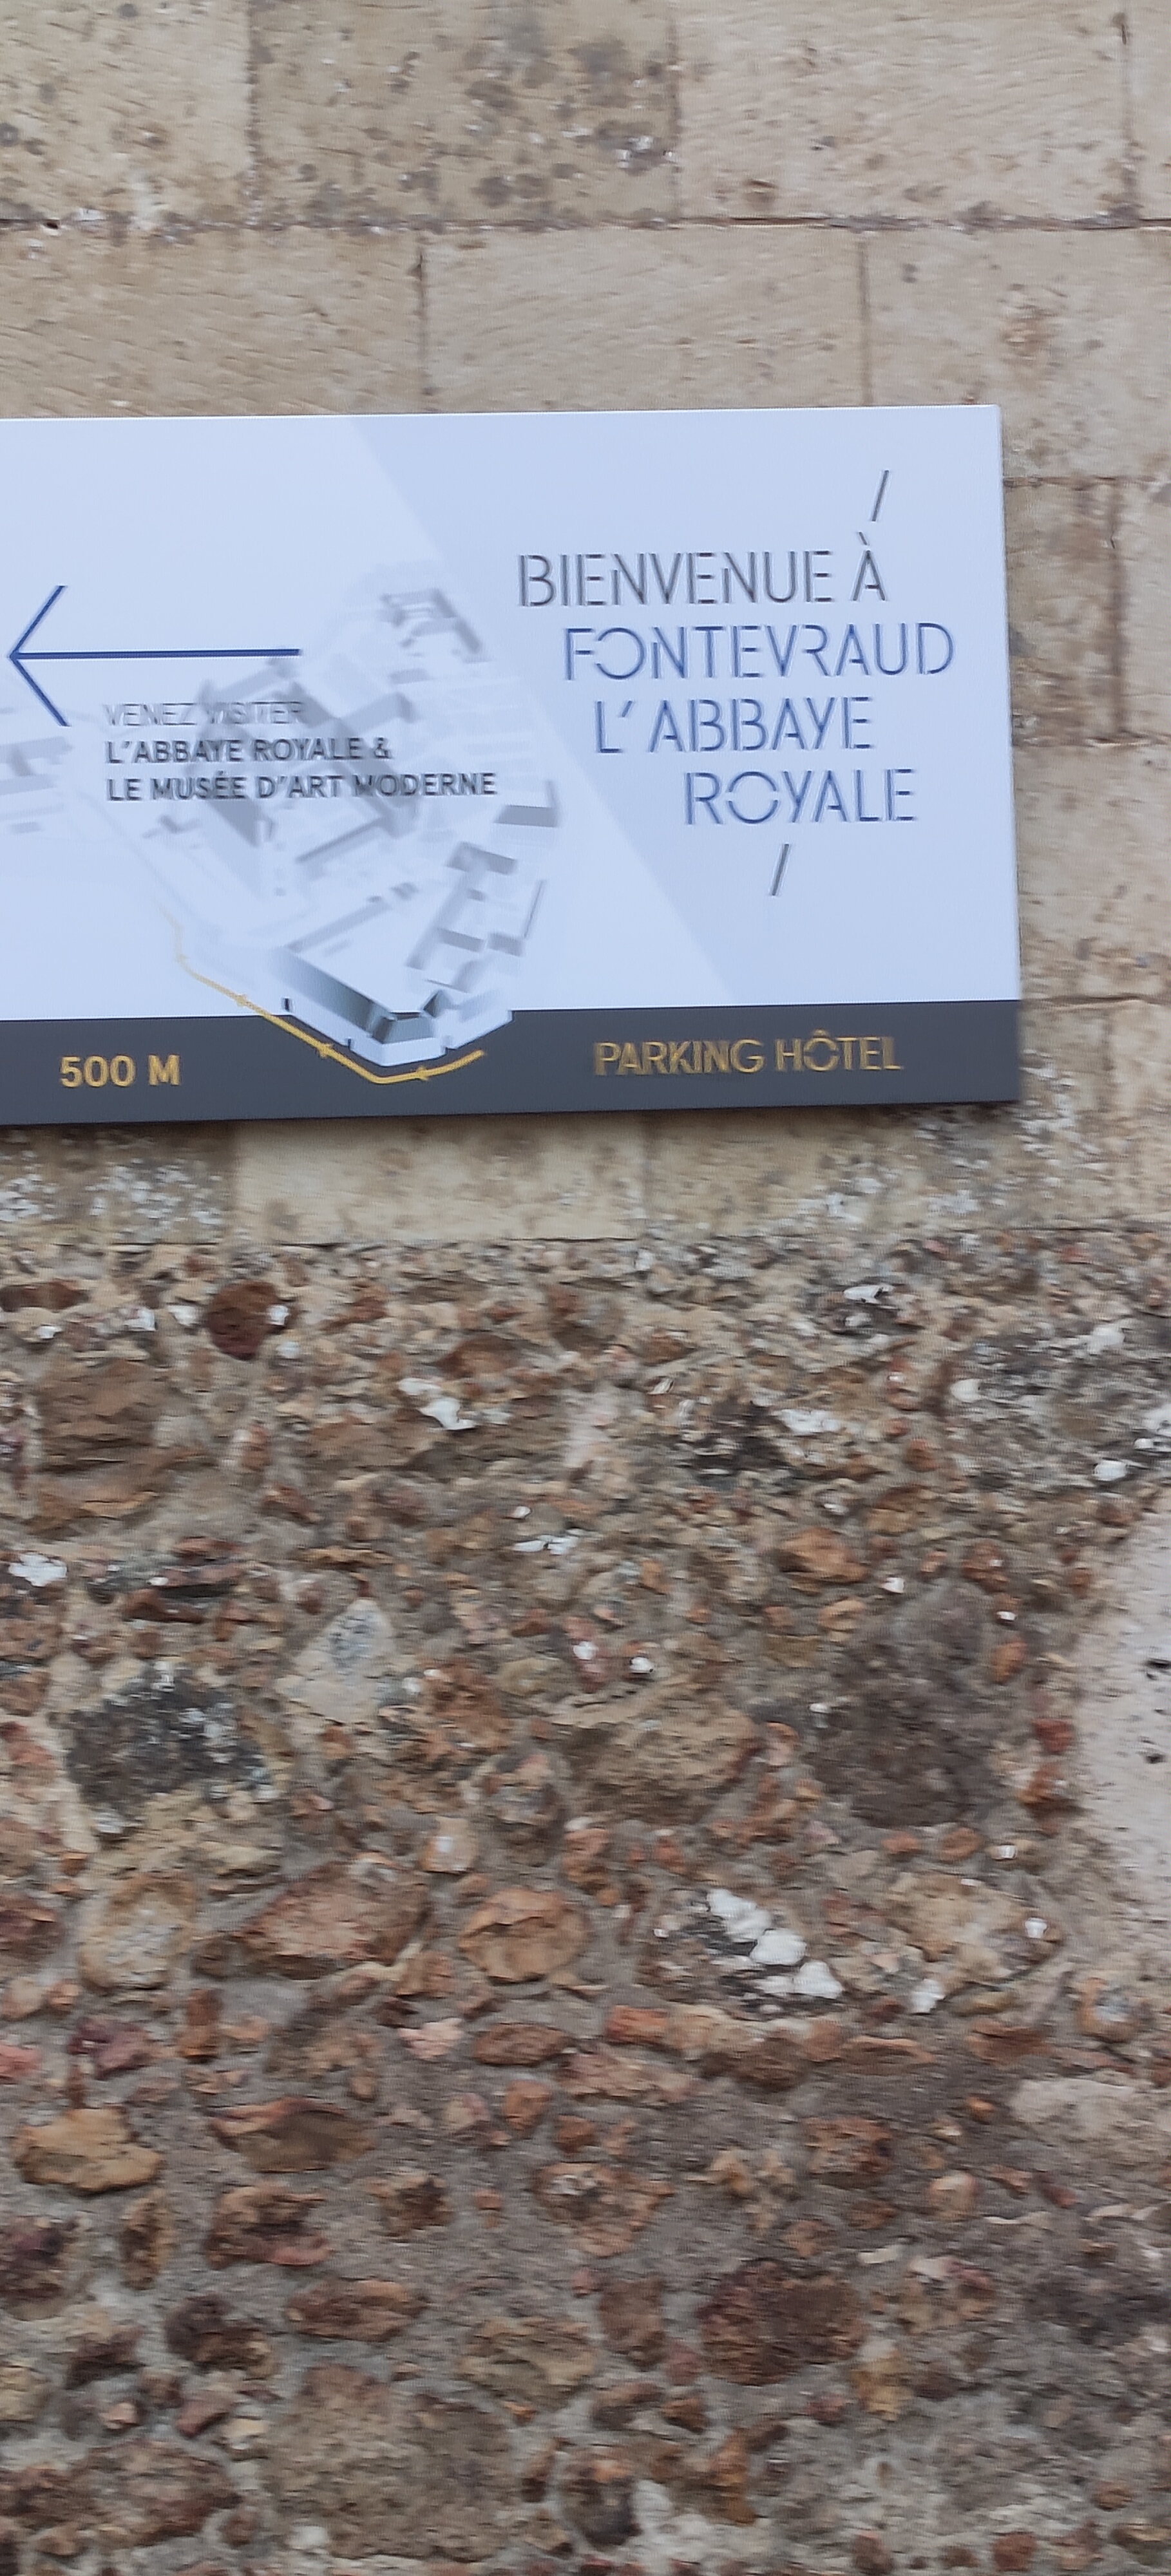 /
BIENVENUE À
FONTEVRAUD
L'ABBAYE
ROYALE
/
VENEZ VISITER
L'ABBAYE ROYALE &
LE MUSÉE D'ART MODERNE
500 M
PARKING HÔTEL